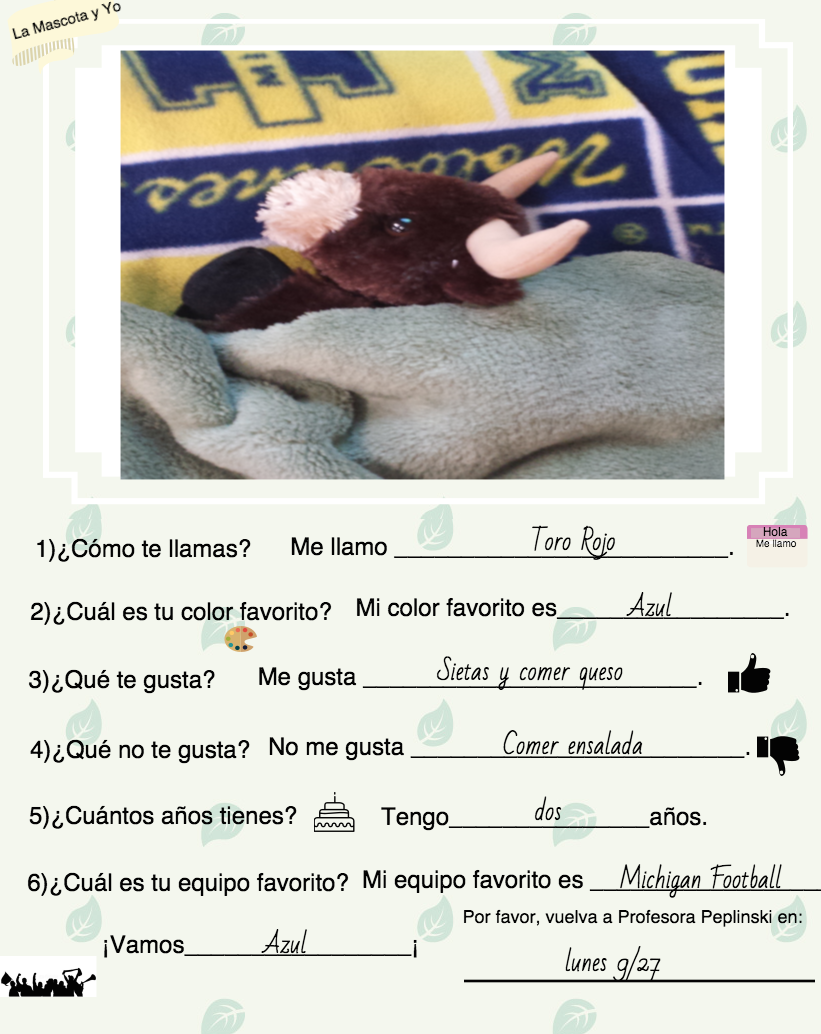 La Mascota y Yo
Wolverines
1)¿Cómo te llamas? Me llamo Toro Rojo.
Hola
Me llamo
2)¿Cuál es tu color favorito? Mi color favorito es Azul.
3)¿Qué te gusta? Me gusta Sietas y comer queso.
4)¿Qué no te gusta? No me gusta Comer ensalada.
5)¿Cuántos años tienes? Tengo dos años.
6)¿Cuál es tu equipo favorito? Mi equipo favorito es Michigan Football
Por favor, vuelva a Profesora Peplinski en:
¡Vamos Azul¡
lunes 9/27